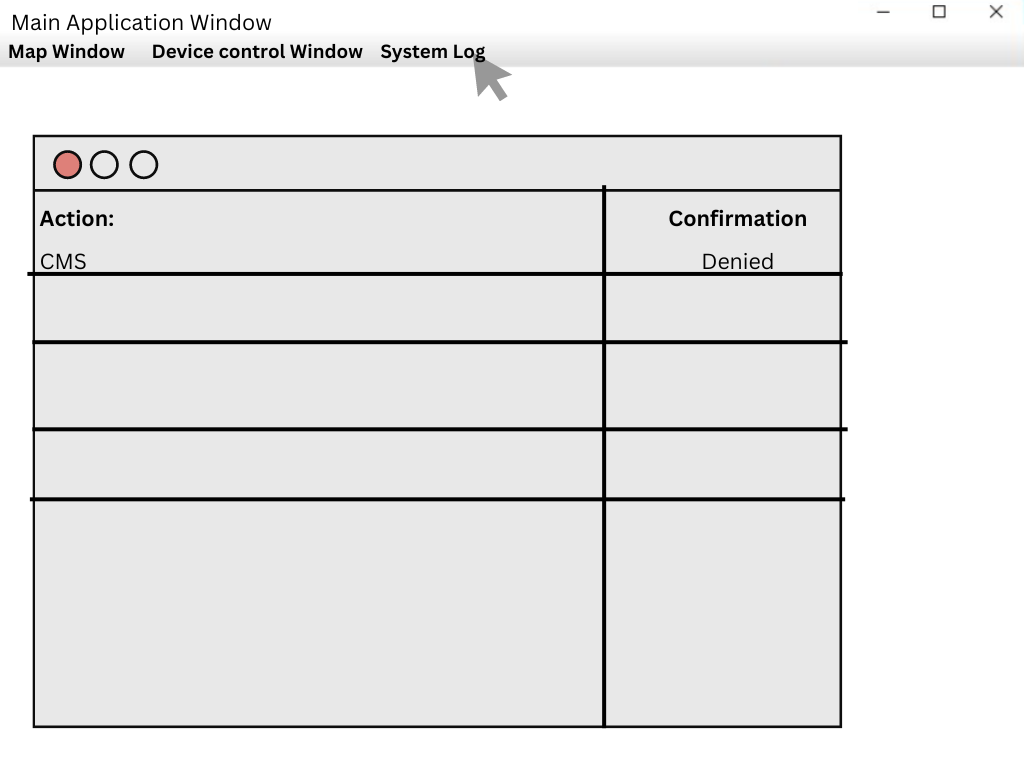 Main Application Window
Map Window Device control Window System Log
Action: Confirmation
CMS Denied